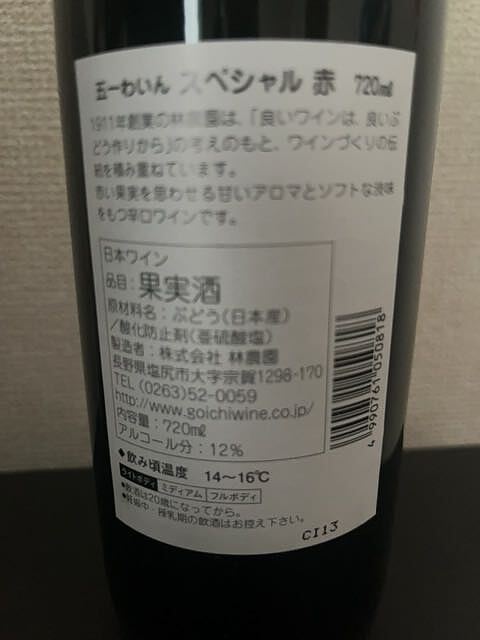 五一わいん スペシャル 赤 720㎖
1911年創業の林農園は、「良いワインは、良いぶ
どう作りから」の考えのもと、ワインづくりの伝
統を積み重ねています。
赤い果実を思わせる甘いアロマとソフトな渋味
をもつ辛口ワインです。
日本ワイン
品目：果実酒
原材料名：ぶどう（日本産）
／酸化防止剤（亜硫酸塩）
製造者：株式会社 林農園
長野県塩尻市大字宗賀1298-170
TEL (0263)52-0059
http://www.goichiwine.co.jp/
内容量：720㎖
アルコール分：12％
●飲み頃温度 14〜16℃
ライトボディ ミディアム フルボディ
●飲酒は20歳になってから。
●妊娠中・授乳期の飲酒はお控え下さい。
4 990761 050818
CI13